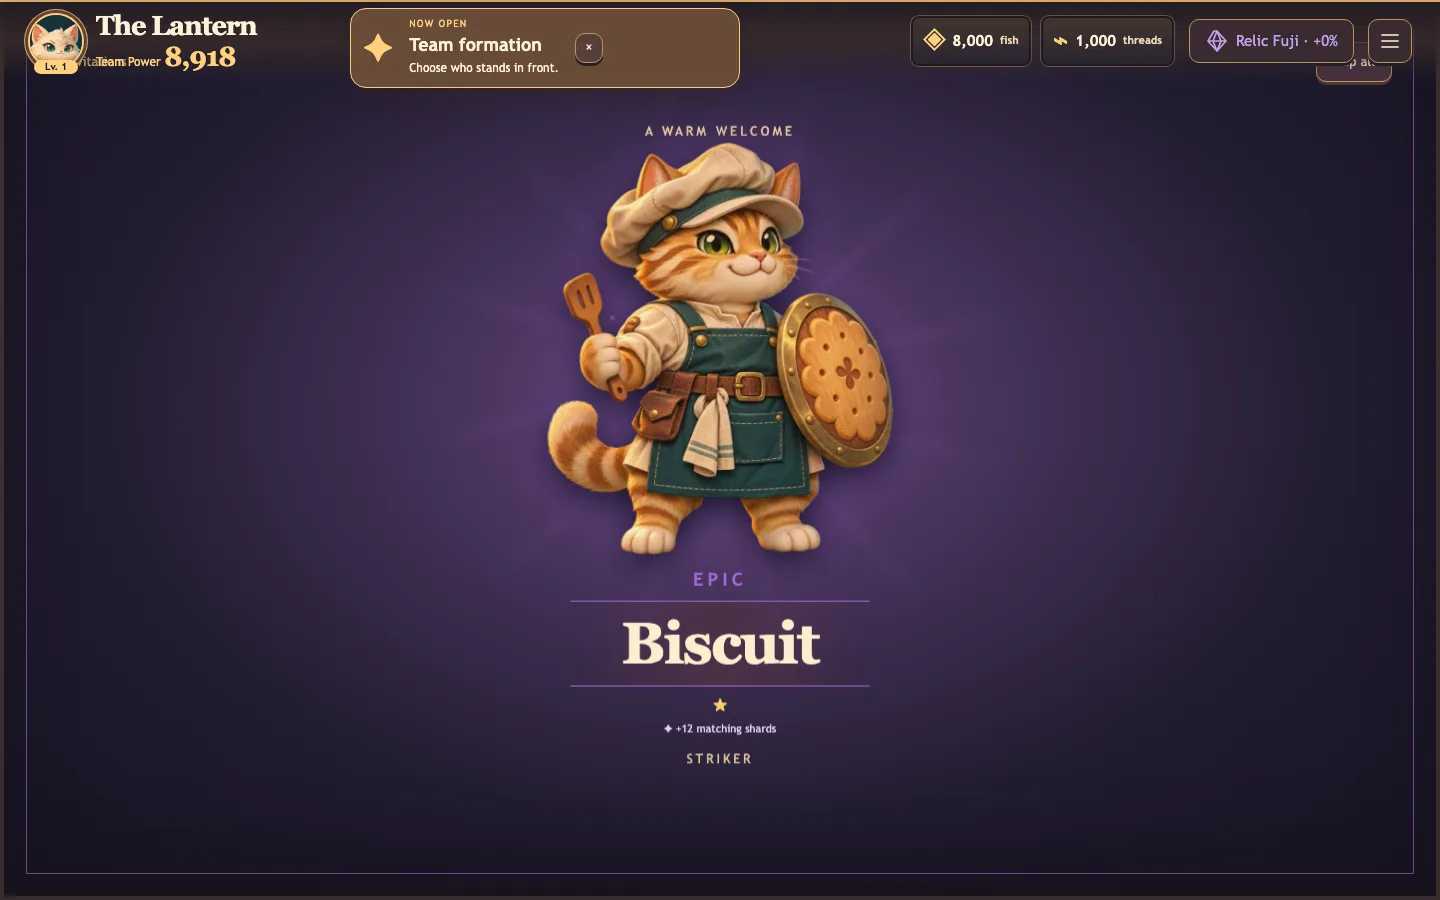 The Lantern
Lv. 1
Team Power 8,918
NOW OPEN
Team formation
Choose who stands in front.
×
8,000 fish
1,000 threads
Relic Fuji · +0%
A WARM WELCOME
EPIC
Biscuit
+12 matching shards
STRIKER